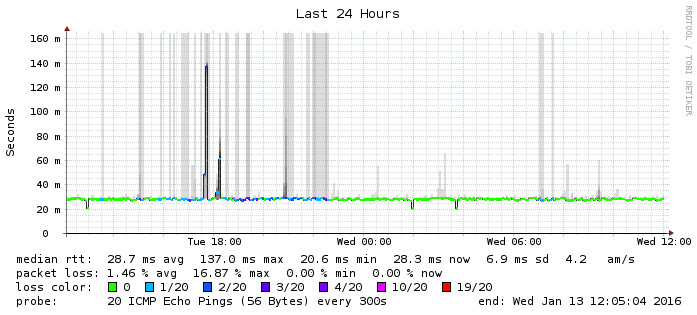 Last 24 Hours
RRDTOOL / TOBI OETIKER
Seconds
160 m
140 m
120 m
100 m
80 m
60 m
40 m
20 m
0
Tue 18:00 Wed 00:00 Wed 06:00 Wed 12:00
median rtt: 28.7 ms avg 137.0 ms max 20.6 ms min 28.3 ms now 6.9 ms sd 4.2 am/s
packet loss: 1.46 % avg 16.87 % max 0.00 % min 0.00 % now
loss color: 0 1/20 2/20 3/20 4/20 10/20 19/20
probe: 20 ICMP Echo Pings (56 Bytes) every 300s end: Wed Jan 13 12:05:04 2016